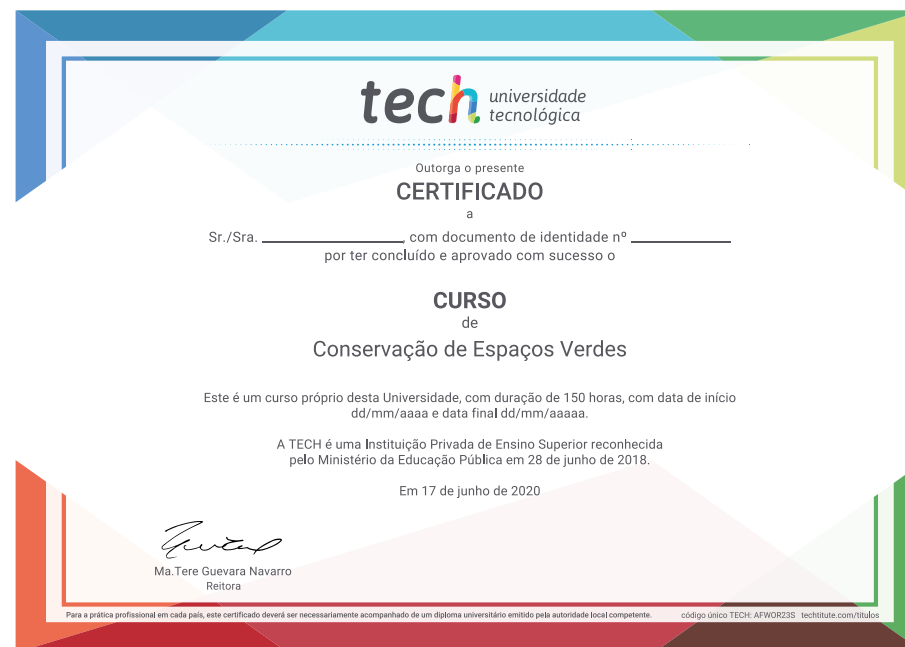 tech universidade
tecnológica
Outorga o presente
CERTIFICADO
a
Sr./Sra. ____________, com documento de identidade nº ____________
por ter concluído e aprovado com sucesso o
CURSO
de
Conservação de Espaços Verdes
Este é um curso próprio desta Universidade, com duração de 150 horas, com data de início
dd/mm/aaaa e data final dd/mm/aaaaa.
A TECH é uma Instituição Privada de Ensino Superior reconhecida
pelo Ministério da Educação Pública em 28 de junho de 2018.
Em 17 de junho de 2020
Ma.Tere Guevara Navarro
Reitora
Para a prática profissional em cada país, este certificado deverá ser necessariamente acompanhado de um diploma universitário emitido pela autoridade local competente. código único TECH: AFWOR23S techtitute.com/titulos